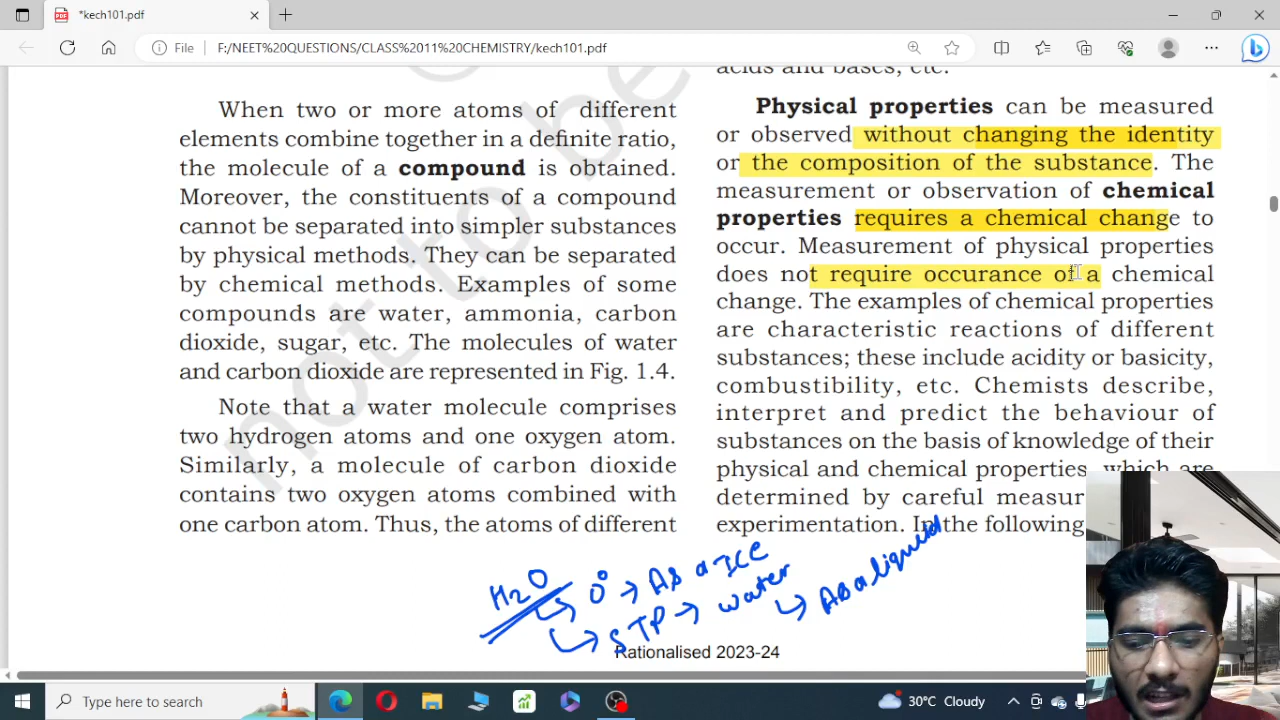 *kech101.pdf
File F:/NEET%20QUESTIONS/CLASS%2011%20CHEMISTRY/kech101.pdf
When two or more atoms of different
elements combine together in a definite ratio,
the molecule of a compound is obtained.
Moreover, the constituents of a compound
cannot be separated into simpler substances
by physical methods. They can be separated
by chemical methods. Examples of some
compounds are water, ammonia, carbon
dioxide, sugar, etc. The molecules of water
and carbon dioxide are represented in Fig. 1.4.
Note that a water molecule comprises
two hydrogen atoms and one oxygen atom.
Similarly, a molecule of carbon dioxide
contains two oxygen atoms combined with
one carbon atom. Thus, the atoms of different
acids and bases, etc.
Physical properties can be measured
or observed without changing the identity
or the composition of the substance. The
measurement or observation of chemical
properties requires a chemical change to
occur. Measurement of physical properties
does not require occurance of a chemical
change. The examples of chemical properties
are characteristic reactions of different
substances; these include acidity or basicity,
combustibility, etc. Chemists describe,
interpret and predict the behaviour of
substances on the basis of knowledge of their
physical and chemical properties, which are
determined by careful measur
experimentation. In the following
not to be
H2O
0° → As a ICE
STP → water
As a liquid
Rationalised 2023-24
Type here to search
30°C Cloudy